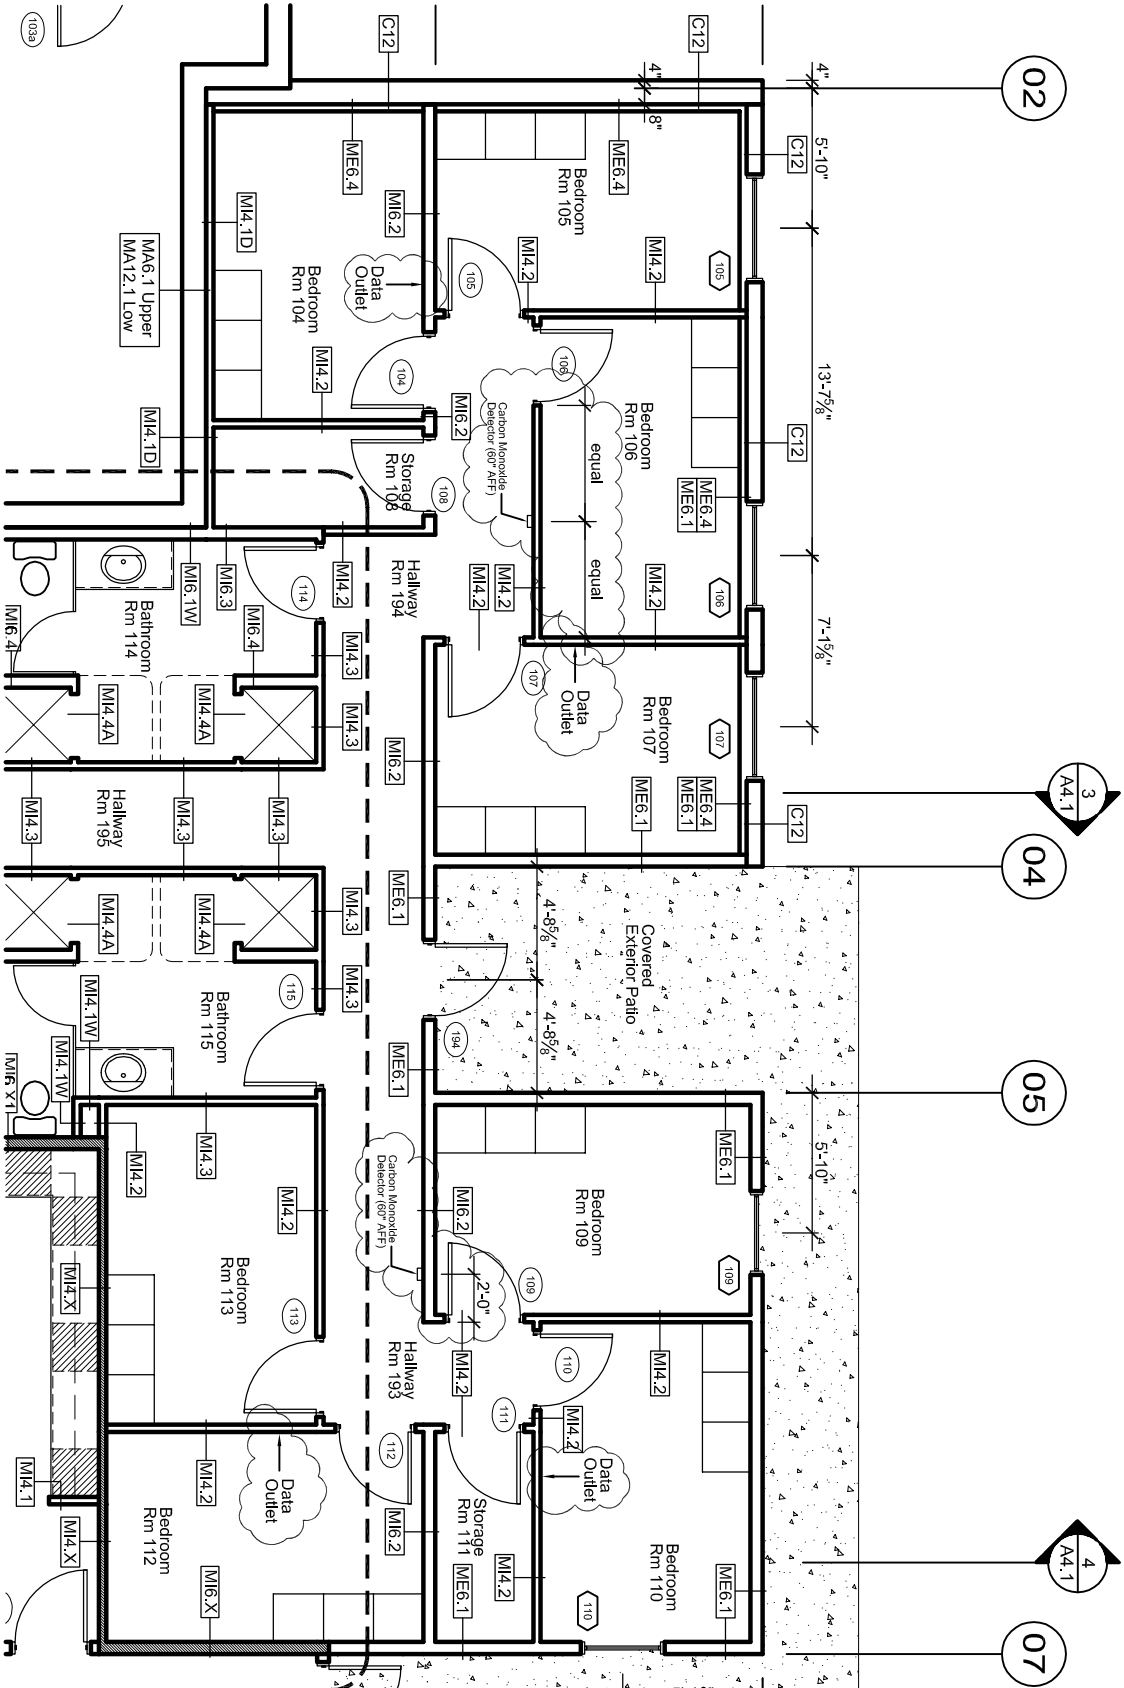 02
04
05
07
3
A4.1
4
A4.1
4"
5'-10"
13'-7⅝"
7'-1⅝"
5'-10"
4"
8"
C12
C12
C12
C12
C12
103a
ME6.4
ME6.4
Bedroom
Rm 105
105
105
MI6.2
MI4.2
MI4.2
MI4.1D
MA6.1 Upper
MA12.1 Low
Bedroom
Rm 104
Data
Outlet
104
MI4.2
MI4.1D
MI6.2
106
Bedroom
Rm 106
106
equal
equal
Carbon Monoxide
Detector (60" AFF)
ME6.4
ME6.1
Storage
Rm 108
108
MI4.2
MI4.2
MI4.2
MI4.2
Hallway
Rm 194
114
MI6.3
MI6.1W
MI6.4
MI6.4
Bathroom
Rm 114
MI4.3
MI4.3
MI4.4A
MI4.4A
107
Data
Outlet
Bedroom
Rm 107
107
MI6.2
ME6.1
ME6.4
ME6.1
Hallway
Rm 195
MI4.3
MI4.3
MI4.3
MI4.3
MI4.3
MI4.4A
MI4.4A
ME6.1
4'-8⅝"
4'-8⅝"
Covered
Exterior Patio
194
ME6.1
115
Bathroom
Rm 115
MI4.1W
MI4.1W
MI6.X1
MI4.2
MI4.3
MI4.2
ME6.1
Carbon Monoxide
Detector (60" AFF)
MI6.2
Bedroom
Rm 109
109
109
2'-0"
Bedroom
Rm 113
113
MI4.X
Hallway
Rm 193
MI4.2
MI4.2
110
111
MI4.2
112
Data
Outlet
Data
Outlet
MI4.2
MI4.1
MI4.X
Bedroom
Rm 112
MI6.2
MI6.X
Storage
Rm 111
MI4.2
ME6.1
Bedroom
Rm 110
110
ME6.1